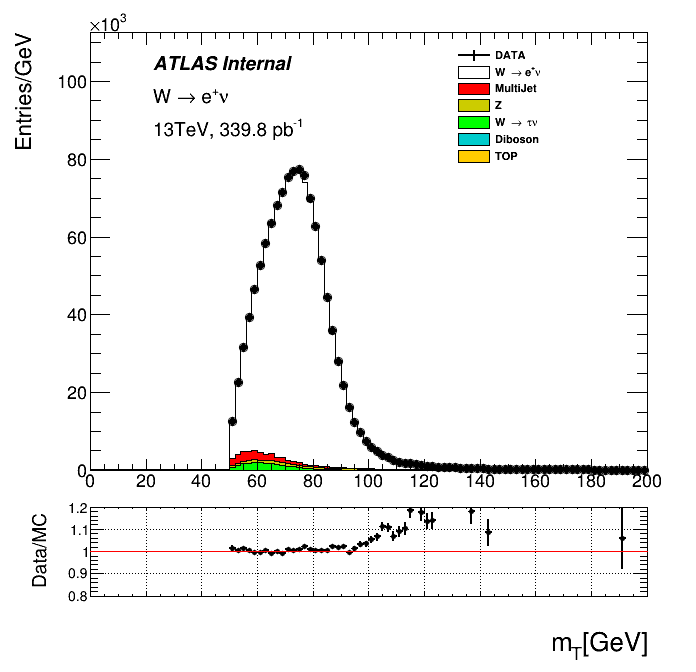 ×10³
Entries/GeV
100
80
60
40
20
0
ATLAS Internal
W → e⁺ν
13TeV, 339.8 pb⁻¹
DATA
W → e⁺ν
MultiJet
Z
W → τν
Diboson
TOP
0 20 40 60 80 100 120 140 160 180 200
Data/MC
1.2
1.1
1
0.9
0.8
m_T[GeV]